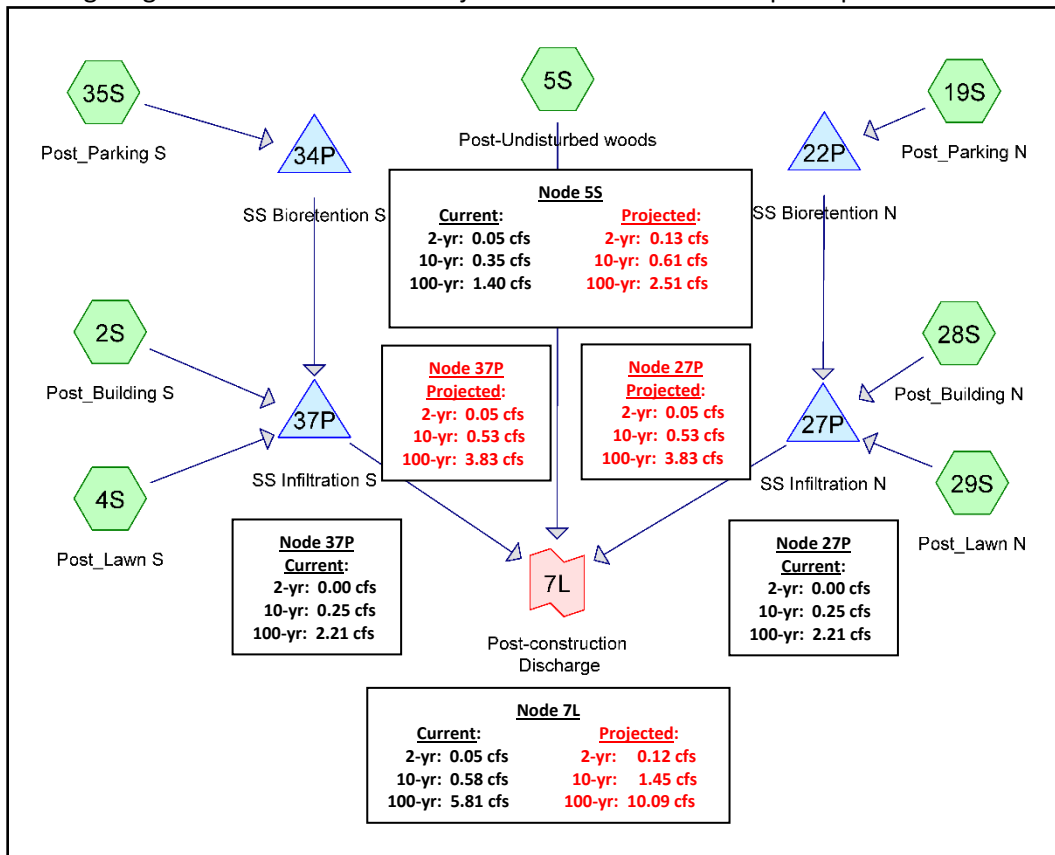 35S
5S
19S
Post_Parking S
34P
Post-Undisturbed woods
22P
Post_Parking N
SS Bioretention S
SS Bioretention N
Node 5S
Current:
Projected:
2-yr: 0.05 cfs
2-yr: 0.13 cfs
10-yr: 0.35 cfs
10-yr: 0.61 cfs
100-yr: 1.40 cfs
100-yr: 2.51 cfs
2S
28S
Post_Building S
Post_Building N
Node 37P
Projected:
2-yr: 0.05 cfs
10-yr: 0.53 cfs
100-yr: 3.83 cfs
Node 27P
Projected:
2-yr: 0.05 cfs
10-yr: 0.53 cfs
100-yr: 3.83 cfs
37P
27P
SS Infiltration S
SS Infiltration N
4S
29S
Post_Lawn S
Post_Lawn N
Node 37P
Current:
2-yr: 0.00 cfs
10-yr: 0.25 cfs
100-yr: 2.21 cfs
7L
Post-construction
Discharge
Node 27P
Current:
2-yr: 0.00 cfs
10-yr: 0.25 cfs
100-yr: 2.21 cfs
Node 7L
Current:
Projected:
2-yr: 0.05 cfs
2-yr: 0.12 cfs
10-yr: 0.58 cfs
10-yr: 1.45 cfs
100-yr: 5.81 cfs
100-yr: 10.09 cfs